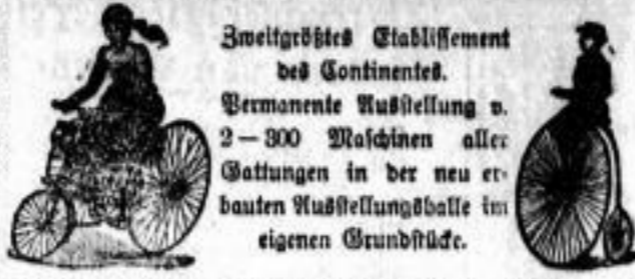 Zweitgrößtes Etablissement
des Continentes.
Permanente Ausstellung v.
2 — 300 Maschinen aller
Gattungen in der neu er-
bauten Ausstellungshalle im
eigenen Grundstücke.